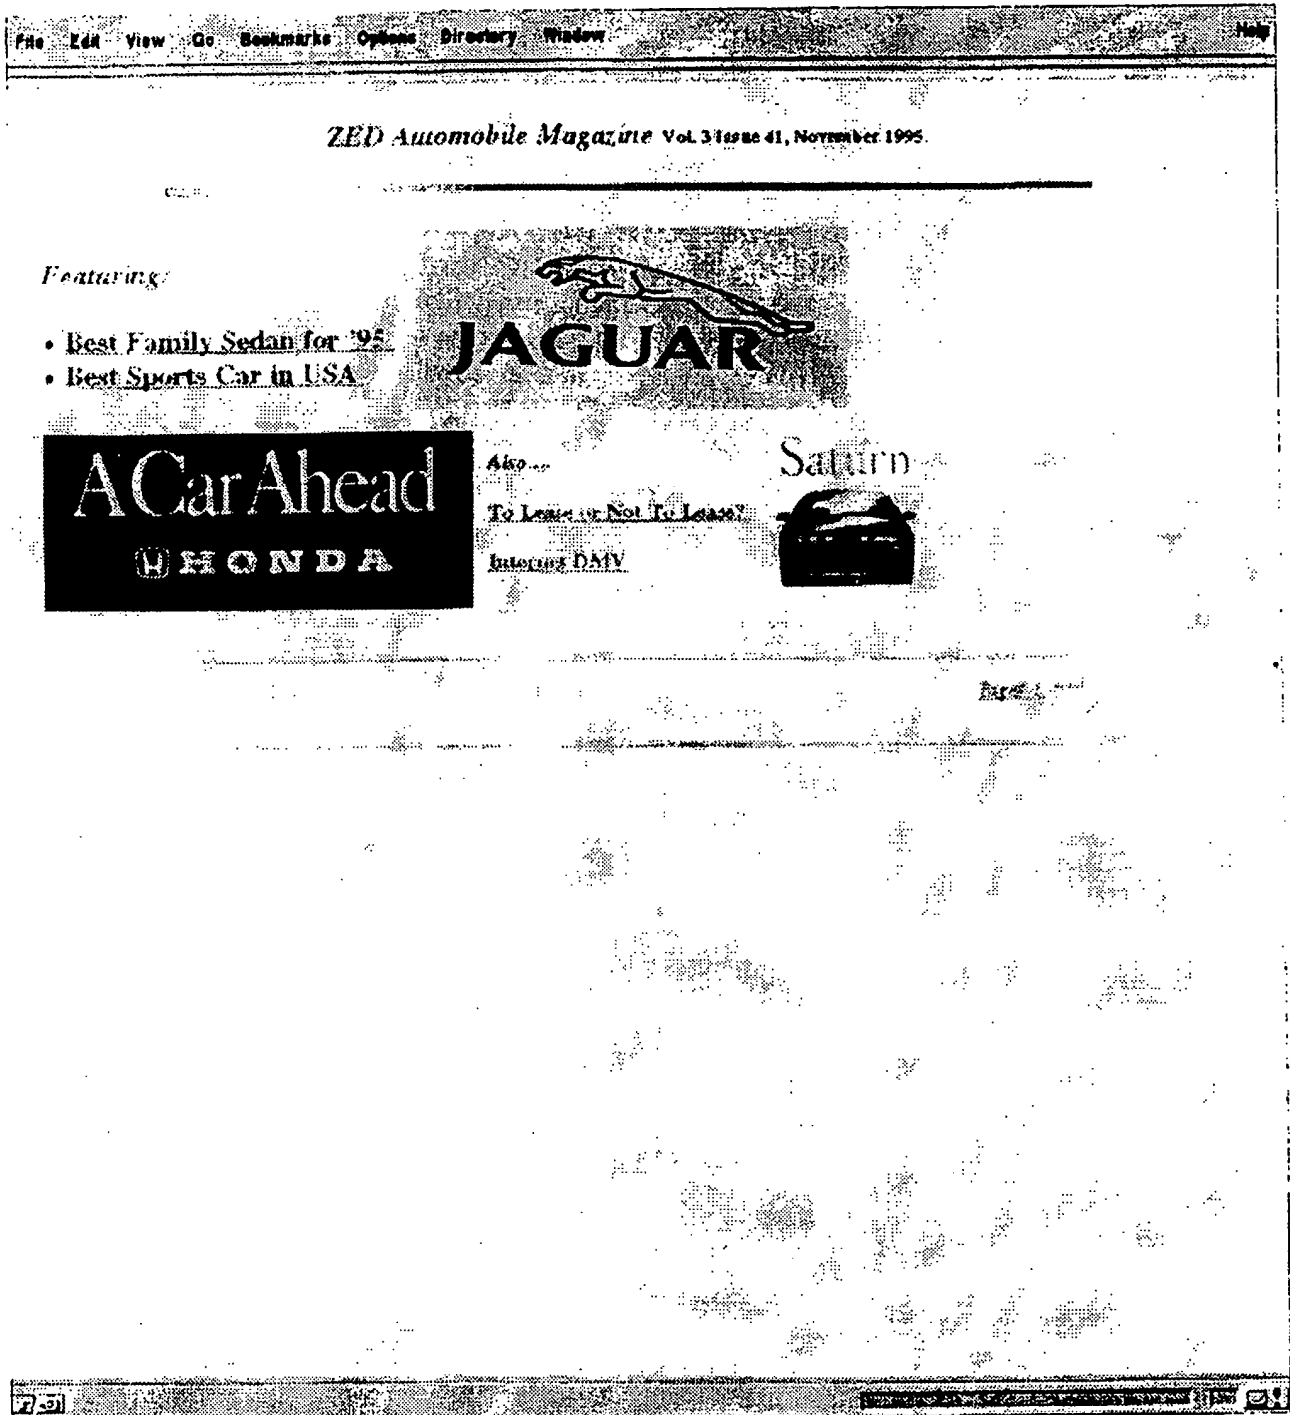 File Edit View Go Bookmarks Options Directory Window Help
ZED Automobile Magazine Vol. 3 Issue 41, November 1995.
Featuring:
• Best Family Sedan for '95
• Best Sports Car in USA
JAGUAR
A Car Ahead
HONDA
Also...
To Lease or Not To Lease?
Internet DMV
Saturn